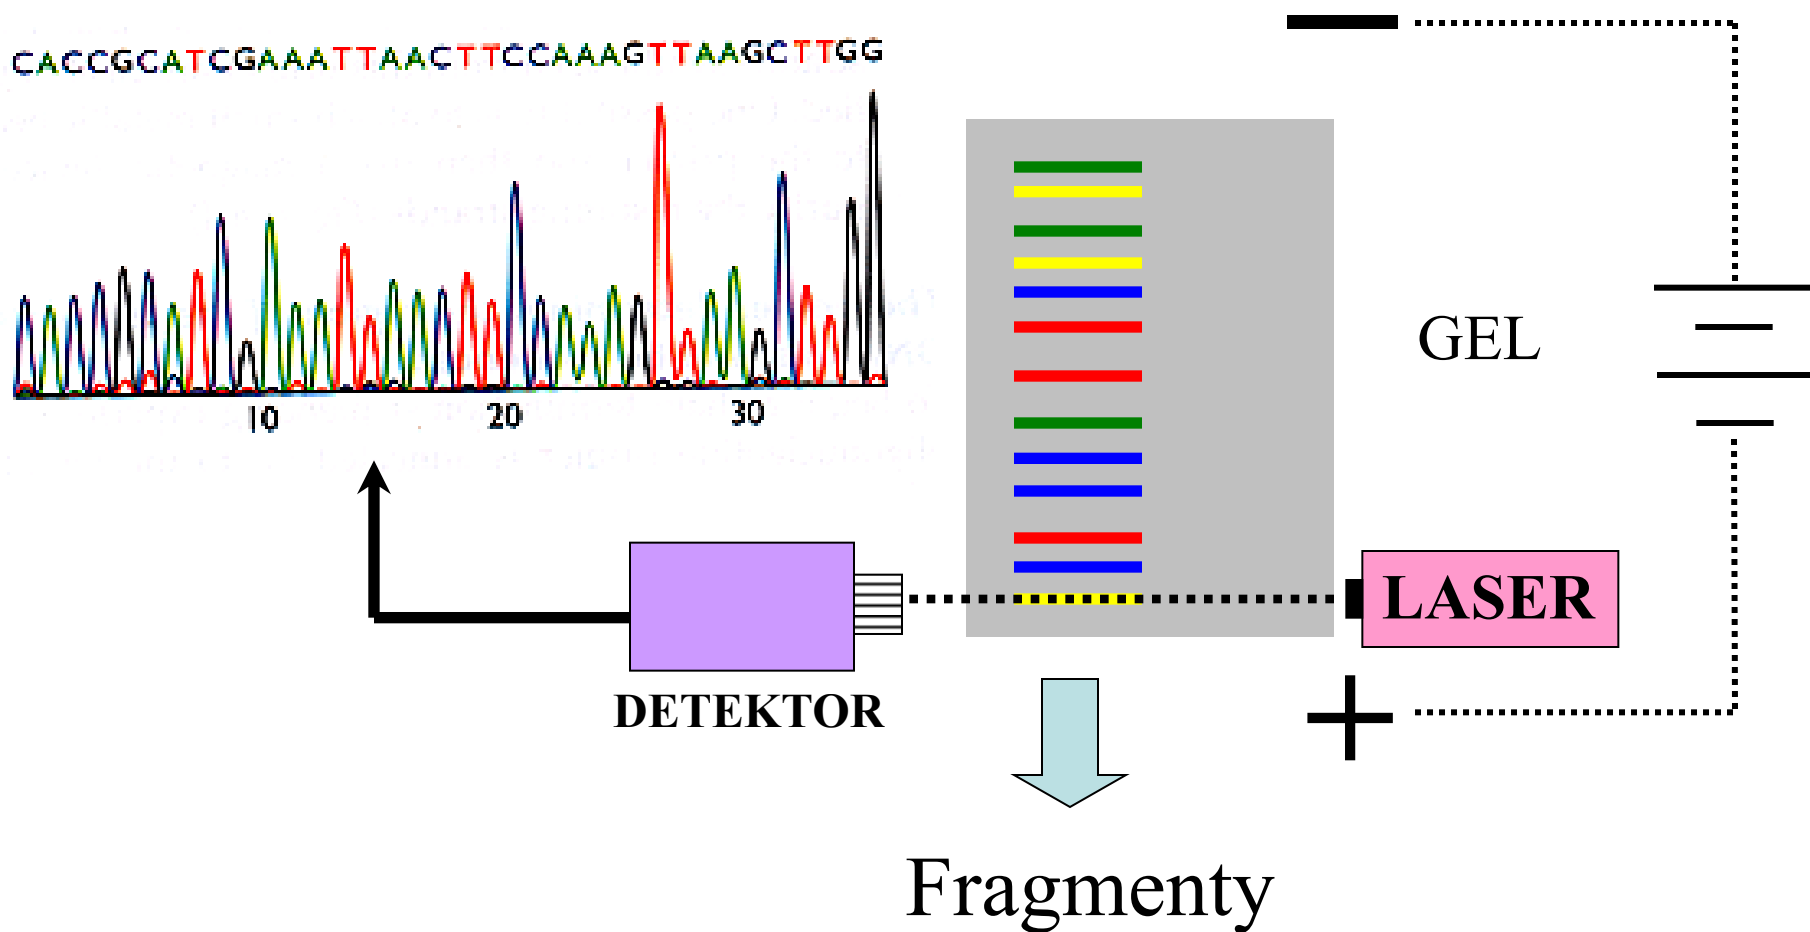 CACCGCATCGAAATTAACTTCCAAAGTTAAGCTTGG
10 20 30
GEL
LASER
DETEKTOR
Fragmenty